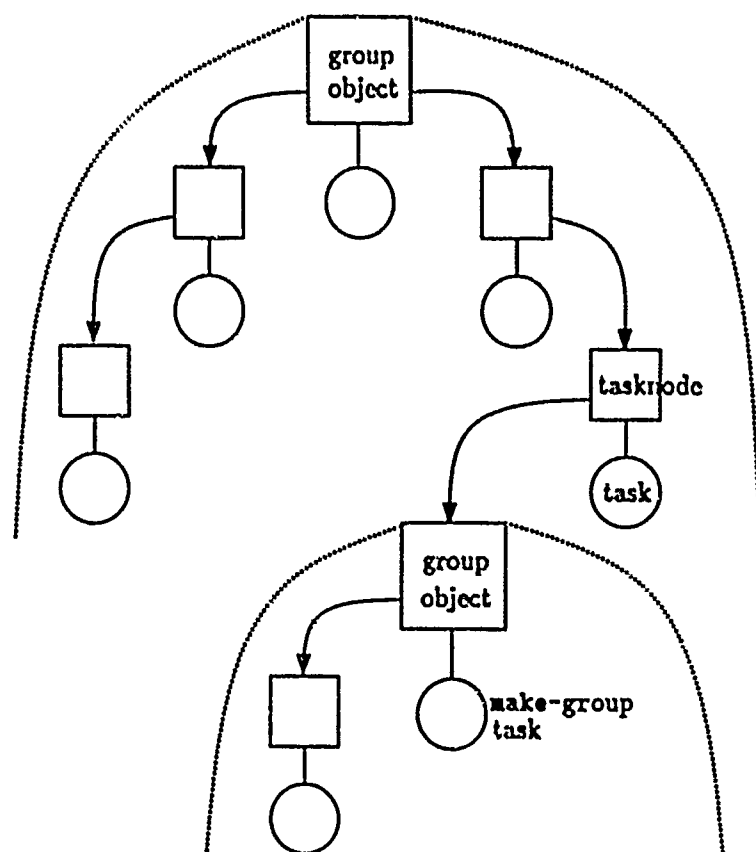 group
object
tasknode
task
group
object
make-group
task